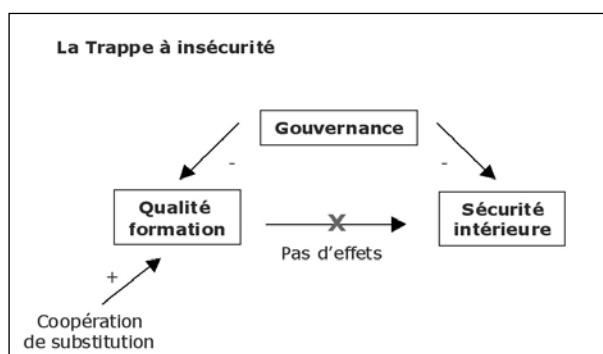 La Trappe à insécurité
Gouvernance
-
-
Qualité
formation
X
Sécurité
intérieure
Pas d'effets
+
Coopération
de substitution